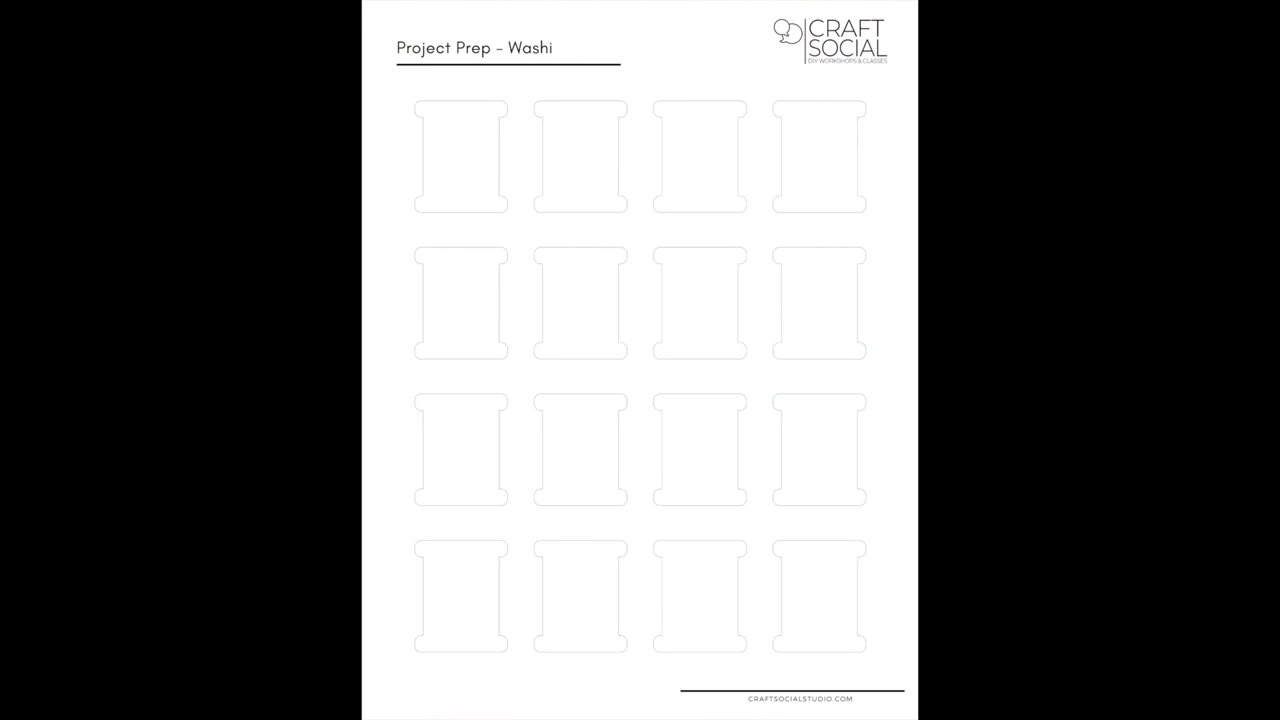 Project Prep - Washi
CRAFT
SOCIAL
DIY WORKSHOPS & CLASSES
CRAFTSOCIALSTUDIO.COM